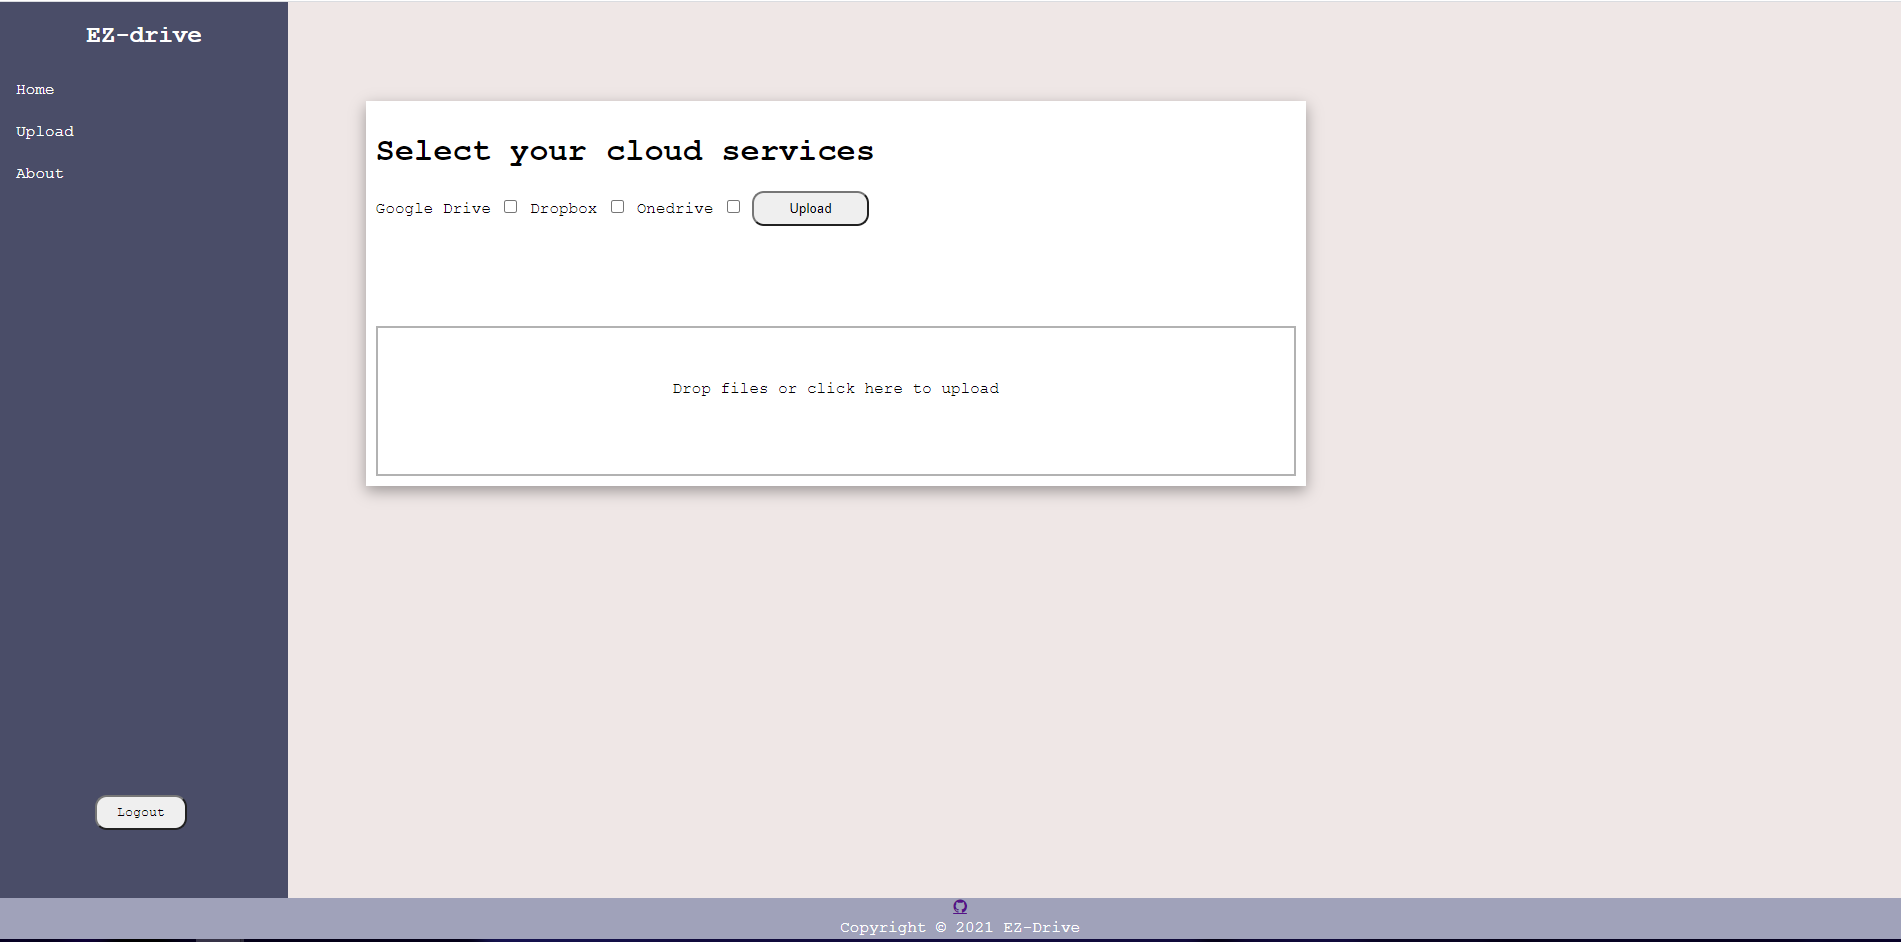 EZ-drive
Home
Upload
About
Select your cloud services
Google Drive Dropbox Onedrive Upload
Drop files or click here to upload
Logout
Copyright © 2021 EZ-Drive